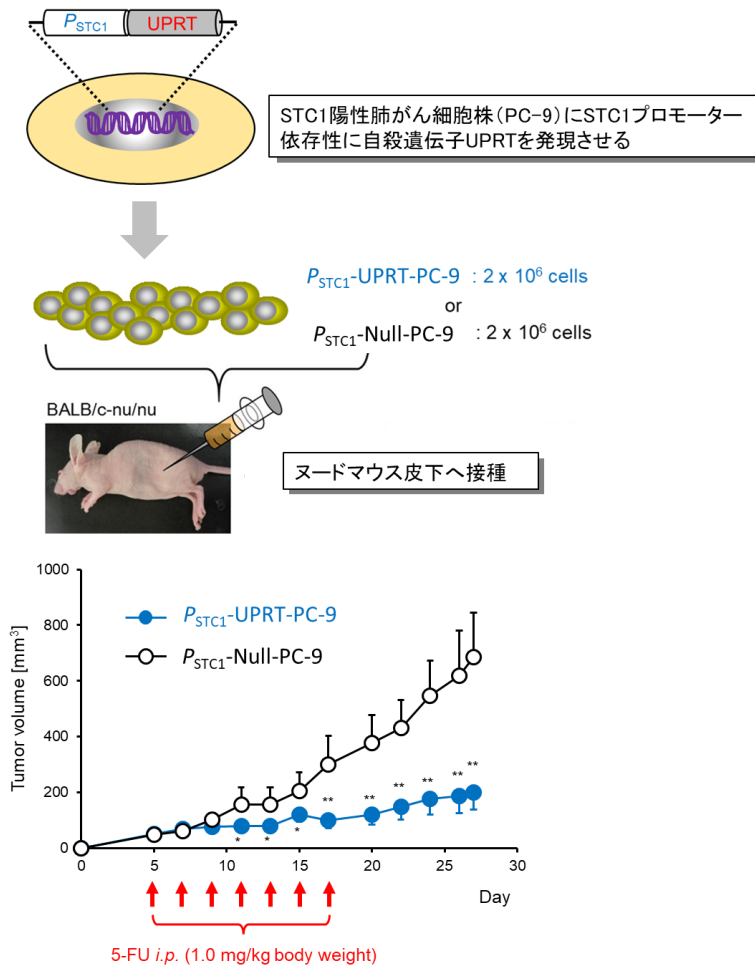 PSTC1 UPRT
STC1陽性肺がん細胞株(PC-9)にSTC1プロモーター
依存性に自殺遺伝子UPRTを発現させる
PSTC1-UPRT-PC-9 : 2 x 10⁶ cells
or
PSTC1-Null-PC-9 : 2 x 10⁶ cells
BALB/c-nu/nu
ヌードマウス皮下へ接種
Tumor volume [mm³]
1000
800
600
400
200
0
PSTC1-UPRT-PC-9
PSTC1-Null-PC-9
* * * ** ** ** ** ** **
0 5 10 15 20 25 30
Day
5-FU i.p. (1.0 mg/kg body weight)